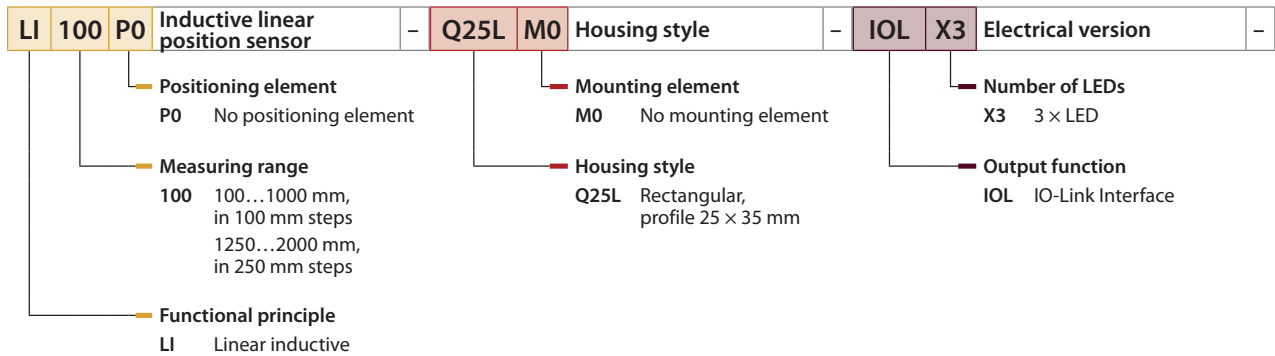 LI 100 P0 Inductive linear position sensor – Q25L M0 Housing style – IOL X3 Electrical version –
Positioning element
P0 No positioning element
Measuring range
100 100…1000 mm,
in 100 mm steps
1250…2000 mm,
in 250 mm steps
Functional principle
LI Linear inductive
Mounting element
M0 No mounting element
Housing style
Q25L Rectangular,
profile 25 × 35 mm
Number of LEDs
X3 3 × LED
Output function
IOL IO-Link Interface